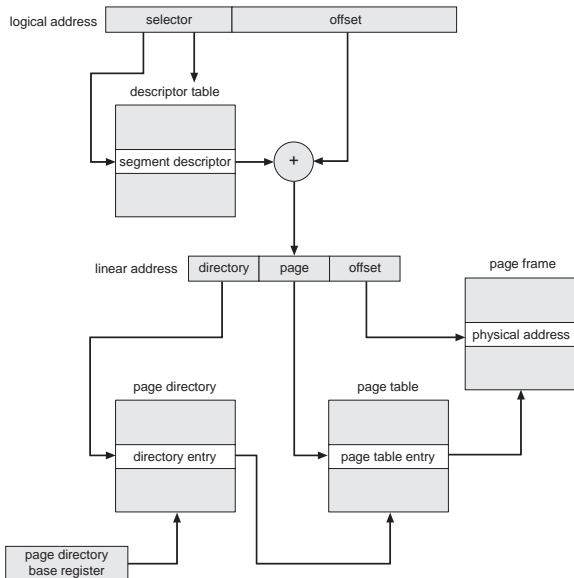 logical address
selector
offset
descriptor table
segment descriptor
+
linear address
directory
page
offset
page frame
physical address
page directory
page table
directory entry
page table entry
page directory
base register